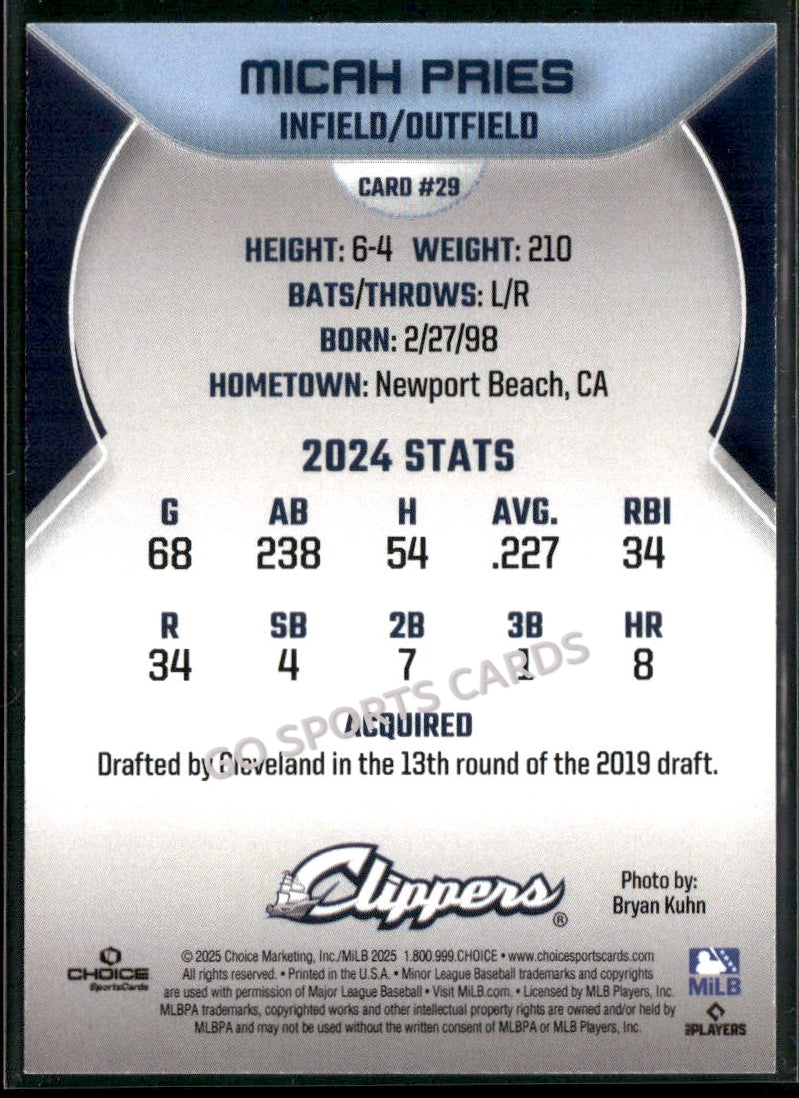 MICAH PRIES
INFIELD/OUTFIELD
CARD #29
HEIGHT: 6-4 WEIGHT: 210
BATS/THROWS: L/R
BORN: 2/27/98
HOMETOWN: Newport Beach, CA
2024 STATS
G AB H AVG. RBI
68 238 54 .227 34
R SB 2B 3B HR
34 4 7 1 8
GO SPORTS CARDS
ACQUIRED
Drafted by Cleveland in the 13th round of the 2019 draft.
Clippers®
Photo by:
Bryan Kuhn
CHOICE
SportsCards
© 2025 Choice Marketing, Inc./MiLB 2025 1.800.999.CHOICE • www.choicesportscards.com
All rights reserved. • Printed in the U.S.A. • Minor League Baseball trademarks and copyrights
are used with permission of Major League Baseball • Visit MiLB.com. • Licensed by MLB Players, Inc.
MLBPA trademarks, copyrighted works and other intellectual property rights are owned and/or held by
MLBPA and may not be used without the written consent of MLBPA or MLB Players, Inc.
MiLB
PLAYERS